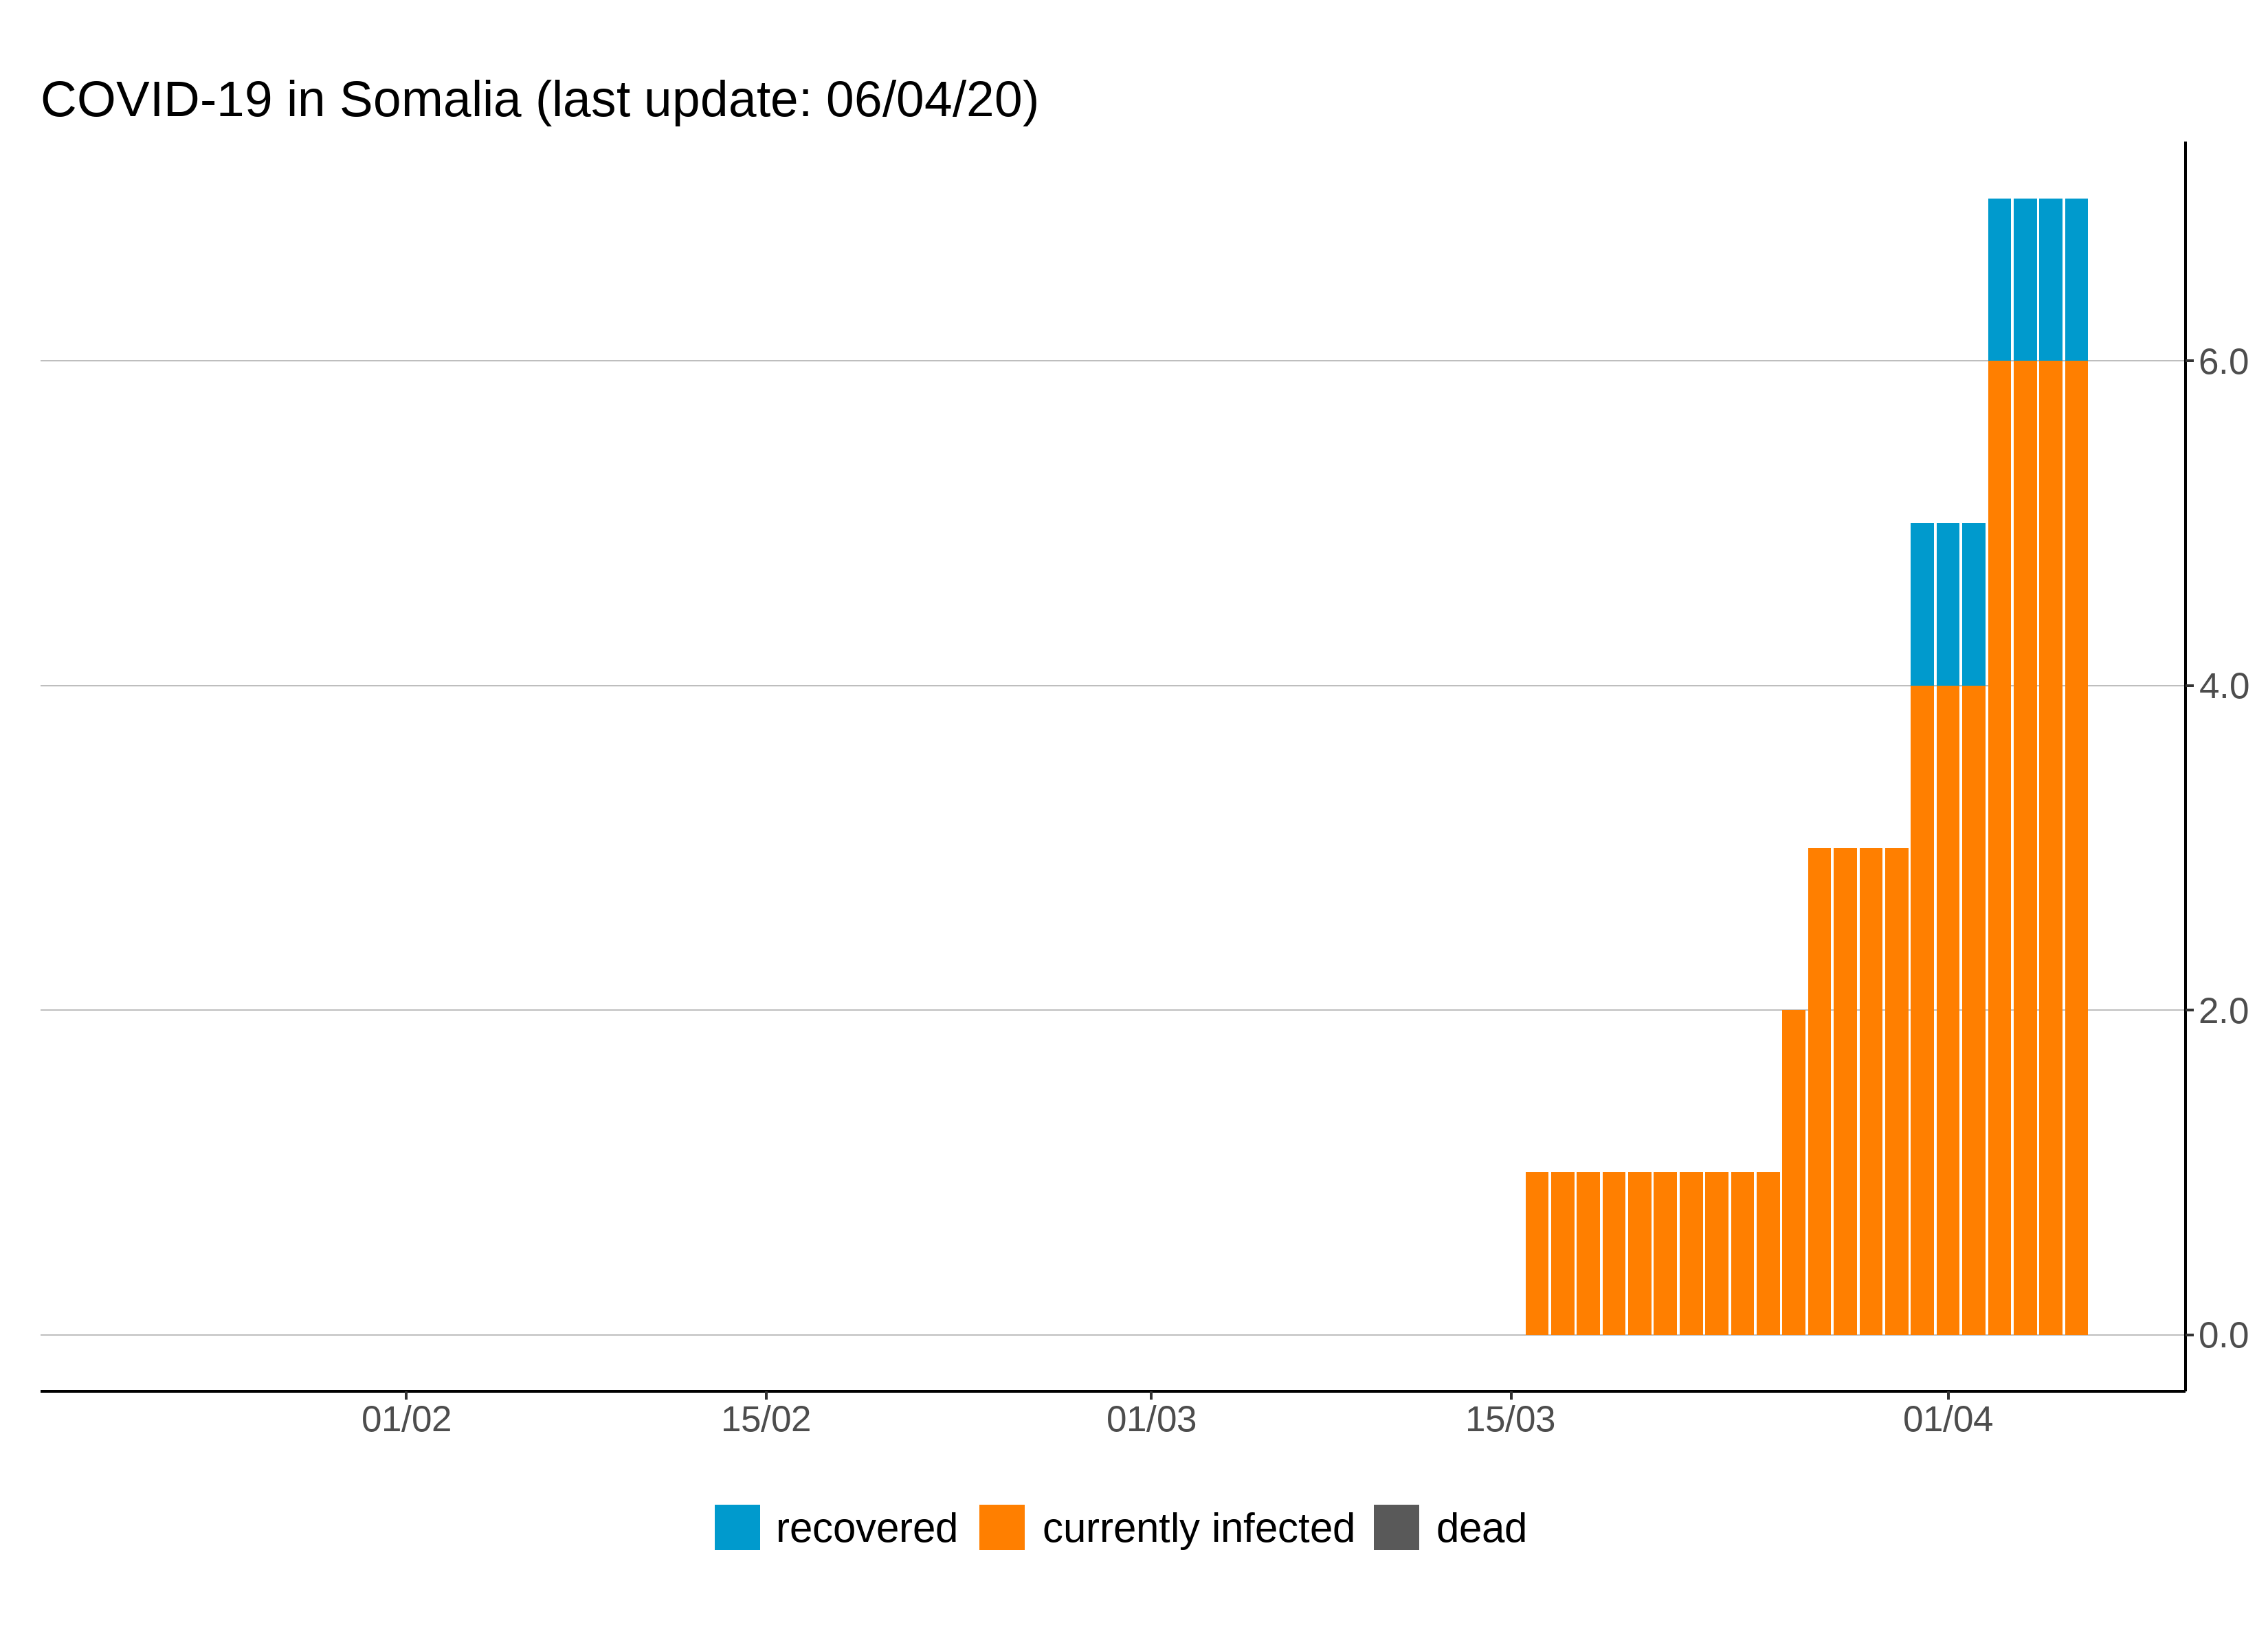 COVID-19 in Somalia (last update: 06/04/20)
6.0
4.0
2.0
0.0
01/02 15/02 01/03 15/03 01/04
recovered currently infected dead